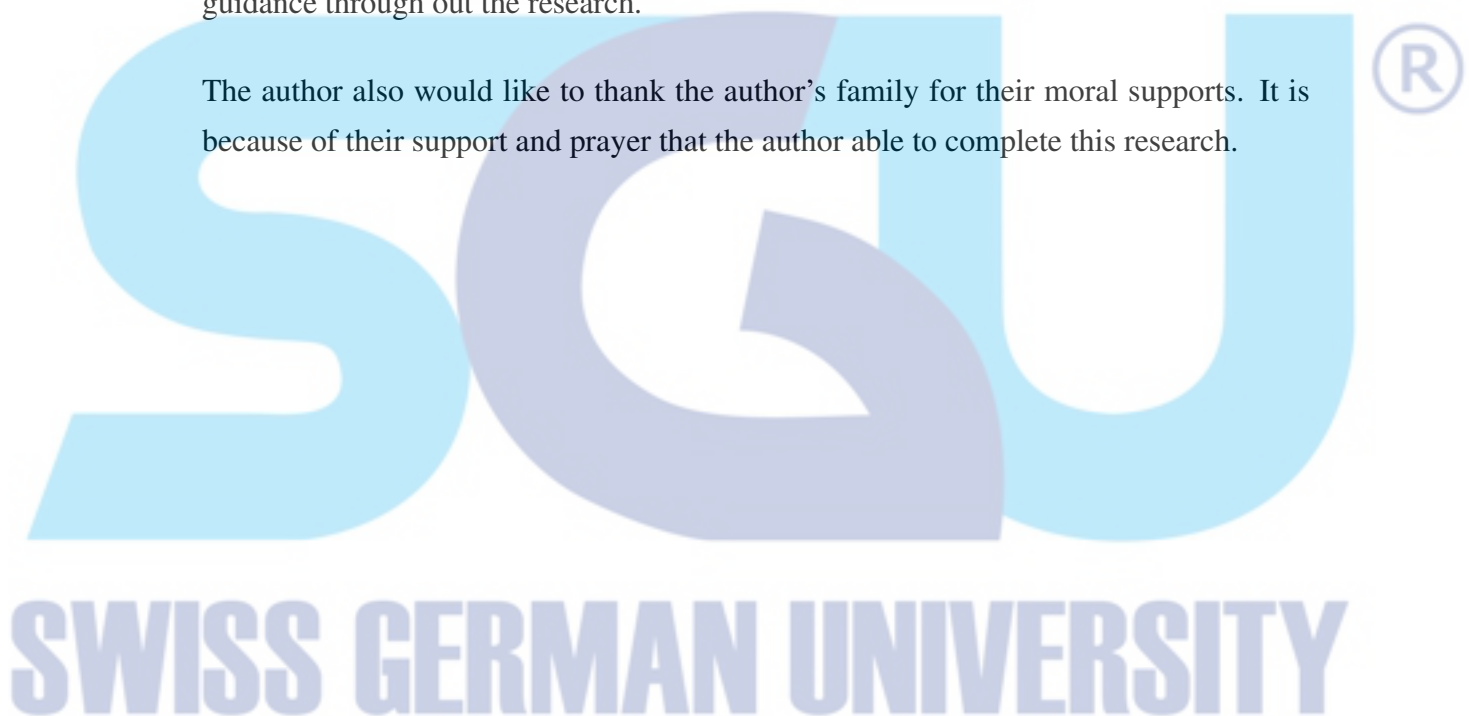 guidance through out the research.
The author also would like to thank the author's family for their moral supports. It is
because of their support and prayer that the author able to complete this research.
SGU
®
SWISS GERMAN UNIVERSITY